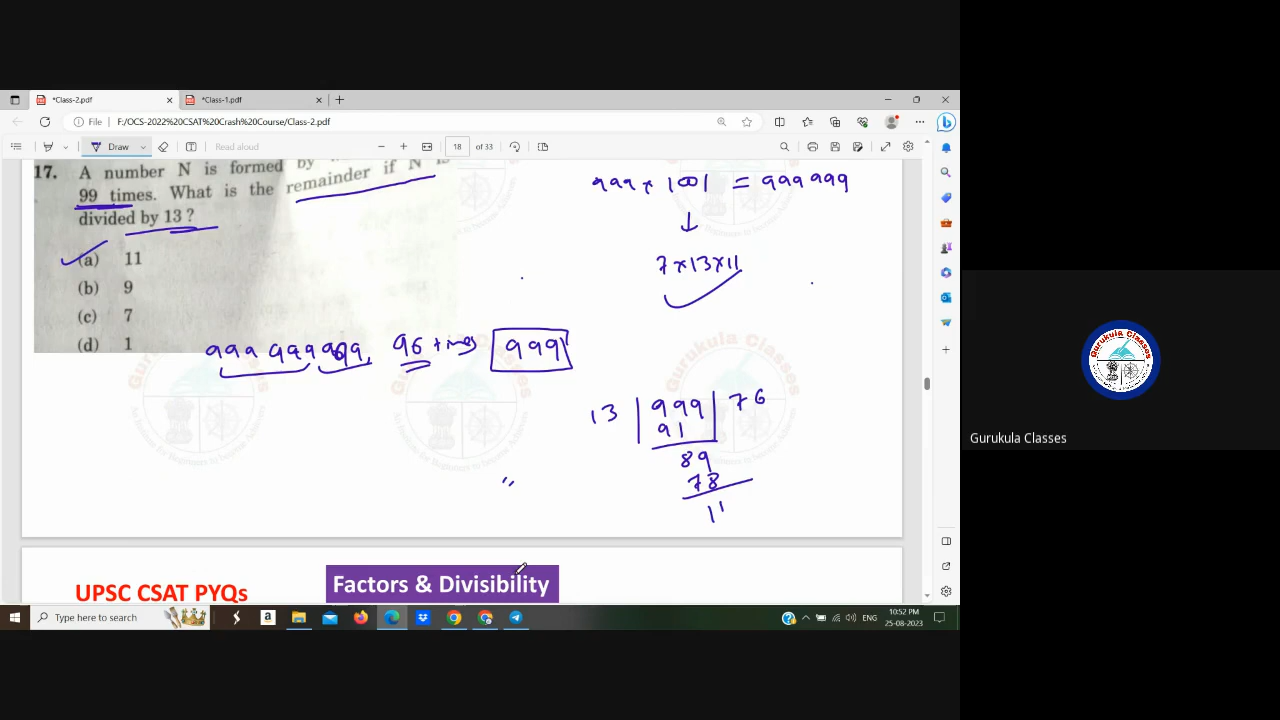 *Class-2.pdf
*Class-1.pdf
File
F:/OCS-2022%20CSAT%20Crash%20Course/Class-2.pdf
Draw
Read aloud
18
of 33
17. A number N is formed by
99 times. What is the remainder if N is
divided by 13 ?
(a) 11
(b) 9
(c) 7
(d) 1
999 × 1001 = 999 999
7×13×11
999 999 999, 96 times 999
13 | 999 | 76
91
89
78
11
UPSC CSAT PYQs
Factors & Divisibility
Gurukula Classes
Gurukula Classes
Type here to search
ENG
10:52 PM
25-08-2023